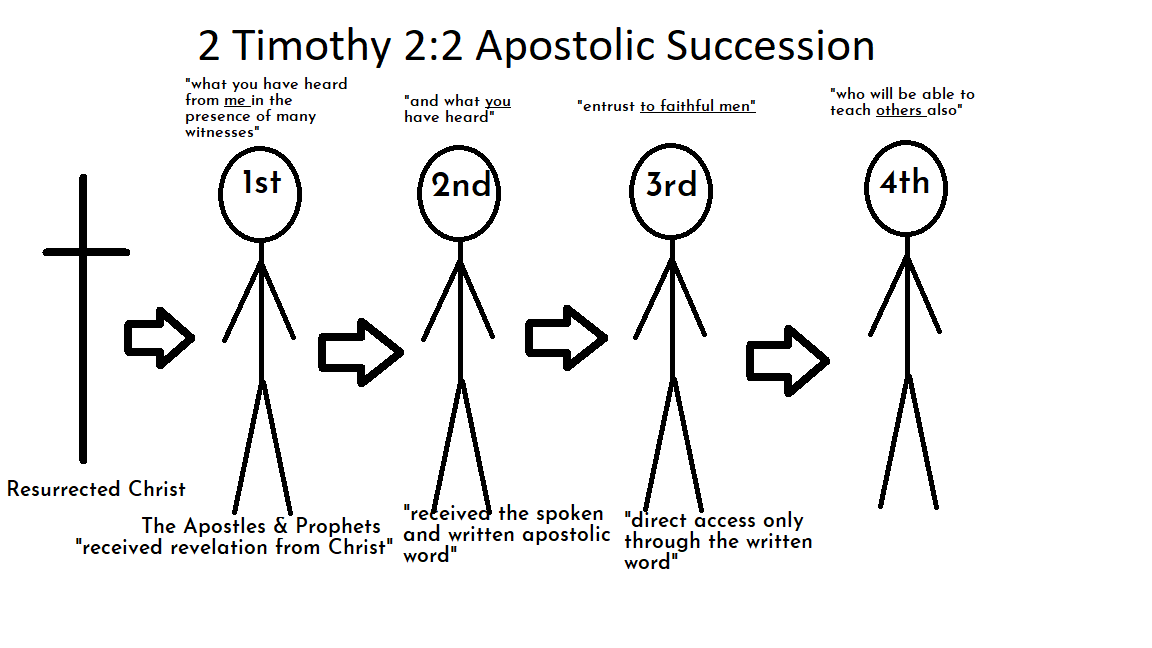 2 Timothy 2:2 Apostolic Succession
"what you have heard
from me in the
presence of many
witnesses"
"and what you
have heard"
"entrust to faithful men"
"who will be able to
teach others also"
1st
2nd
3rd
4th
Resurrected Christ
The Apostles & Prophets
"received revelation from Christ"
"received the spoken
and written apostolic
word"
"direct access only
through the written
word"